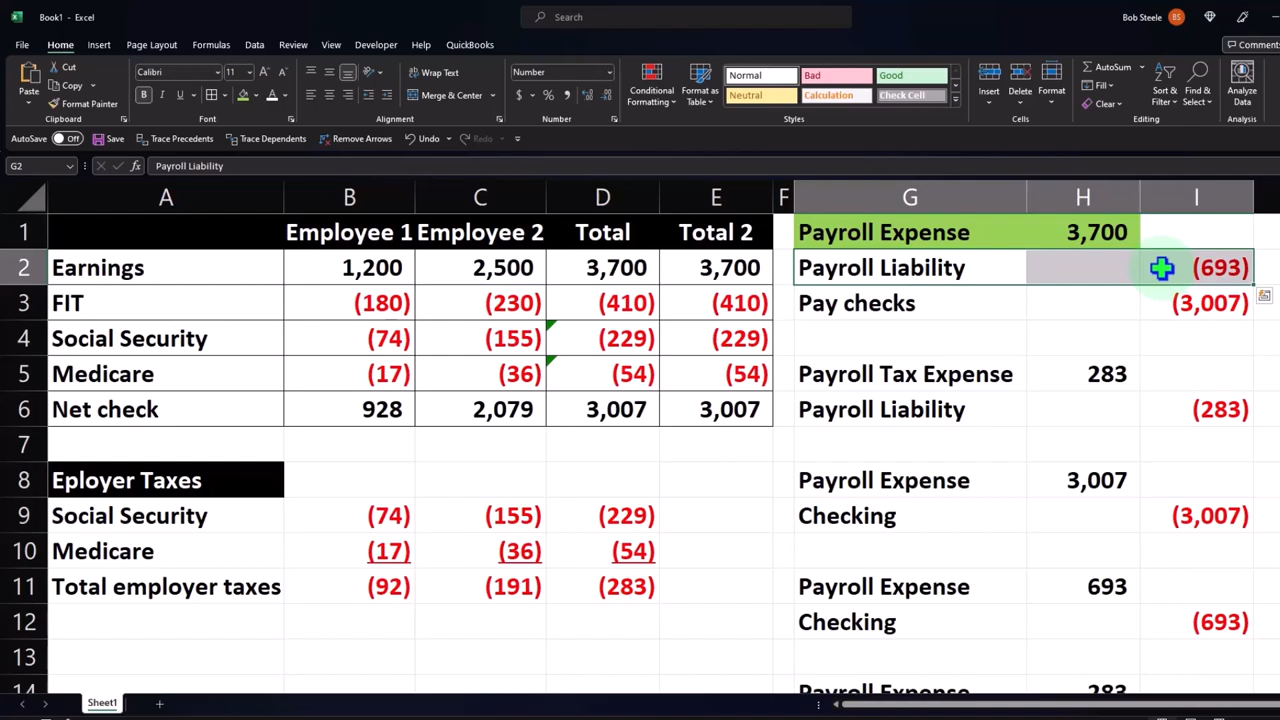 Book1 - Excel
Search
Bob Steele
BS
File Home Insert Page Layout Formulas Data Review View Developer Help QuickBooks
Comments
Paste
Cut
Copy
Format Painter
Clipboard
Calibri 11
B I U
Font
Wrap Text
Merge & Center
Alignment
Number
$ % ,
Number
Conditional Formatting
Format as Table
Normal Bad Good
Neutral Calculation Check Cell
Styles
Insert Delete Format
Cells
AutoSum
Fill
Clear
Sort & Filter
Find & Select
Editing
Analyze Data
Analysis
AutoSave Off Save Trace Precedents Trace Dependents Remove Arrows Undo Redo
G2 fx Payroll Liability
A B C D E F G H I
1 Employee 1 Employee 2 Total Total 2 Payroll Expense 3,700
2 Earnings 1,200 2,500 3,700 3,700 Payroll Liability (693)
3 FIT (180) (230) (410) (410) Pay checks (3,007)
4 Social Security (74) (155) (229) (229)
5 Medicare (17) (36) (54) (54) Payroll Tax Expense 283
6 Net check 928 2,079 3,007 3,007 Payroll Liability (283)
7
8 Eployer Taxes Payroll Expense 3,007
9 Social Security (74) (155) (229) Checking (3,007)
10 Medicare (17) (36) (54)
11 Total employer taxes (92) (191) (283) Payroll Expense 693
12 Checking (693)
13
14 Payroll Expense 283
Sheet1